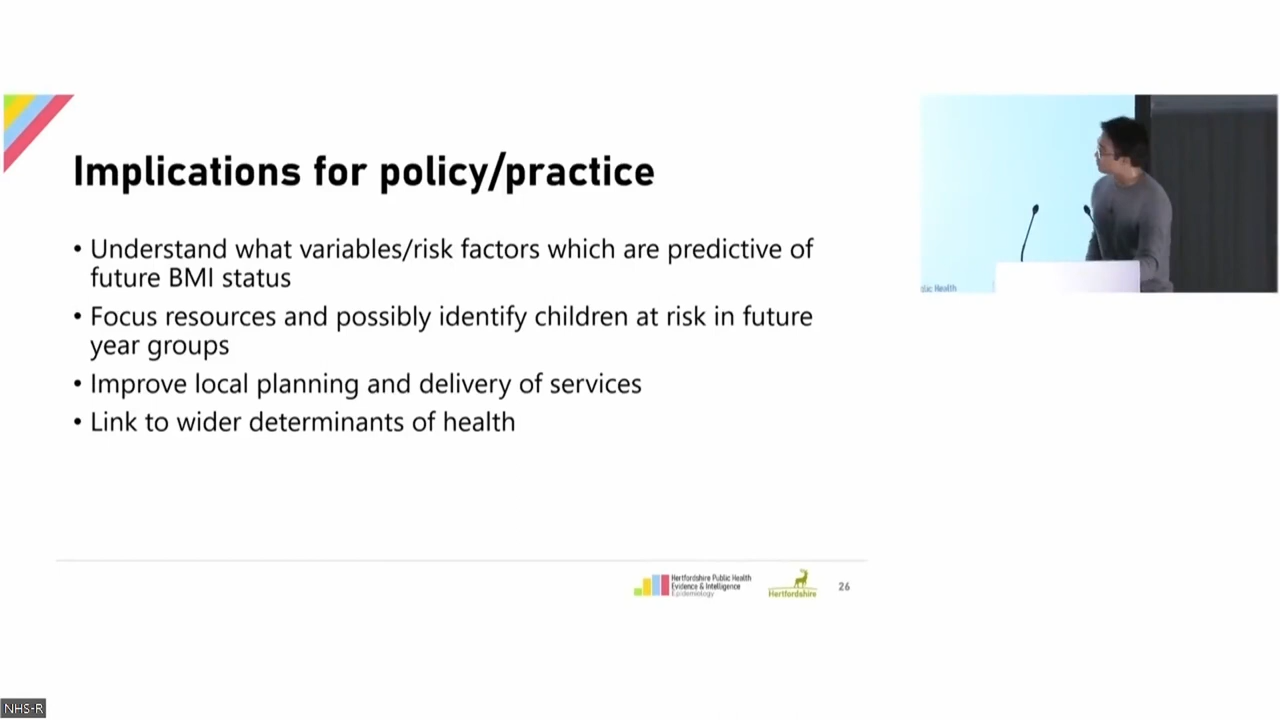 Implications for policy/practice
• Understand what variables/risk factors which are predictive of
future BMI status
• Focus resources and possibly identify children at risk in future
year groups
• Improve local planning and delivery of services
• Link to wider determinants of health
Hertfordshire Public Health
Evidence & Intelligence
Epidemiology
Hertfordshire
26
lic Health
NHS-R